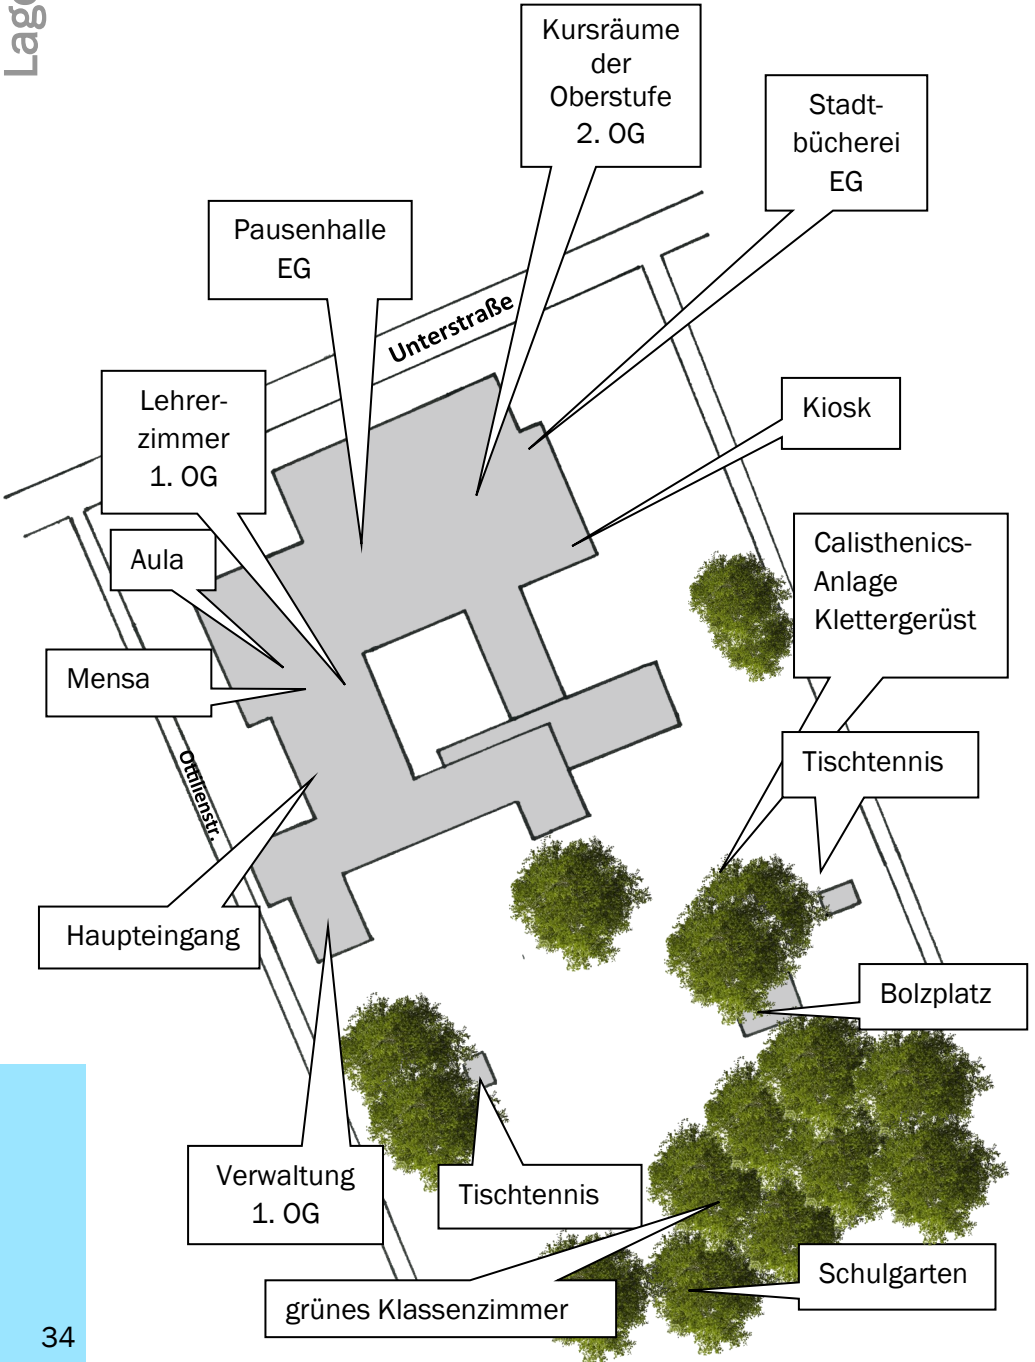 Kursräume
der
Oberstufe
2. OG
Stadt-
bücherei
EG
Pausenhalle
EG
Unterstraße
Lehrer-
zimmer
1. OG
Kiosk
Aula
Calisthenics-
Anlage
Klettergerüst
Mensa
Ottilienstr.
Tischtennis
Haupteingang
Bolzplatz
Verwaltung
1. OG
Tischtennis
Schulgarten
grünes Klassenzimmer
34